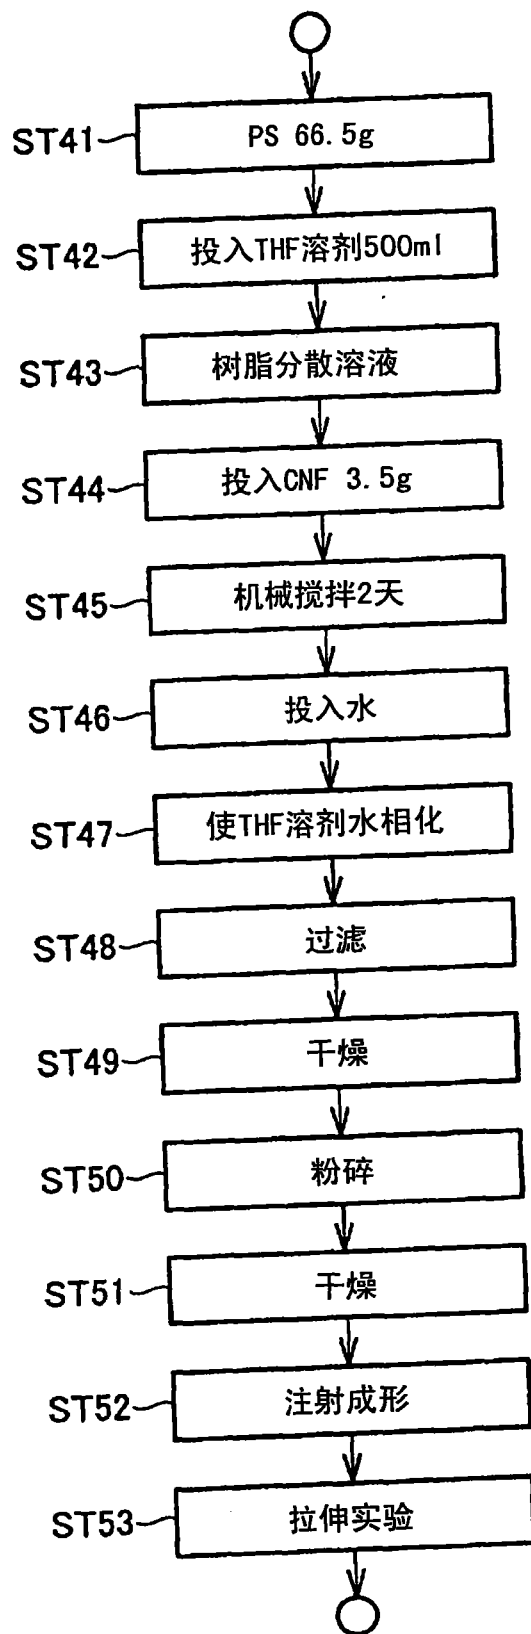 ST41 PS 66.5g
ST42 投入THF溶剂500ml
ST43 树脂分散溶液
ST44 投入CNF 3.5g
ST45 机械搅拌2天
ST46 投入水
ST47 使THF溶剂水相化
ST48 过滤
ST49 干燥
ST50 粉碎
ST51 干燥
ST52 注射成形
ST53 拉伸实验